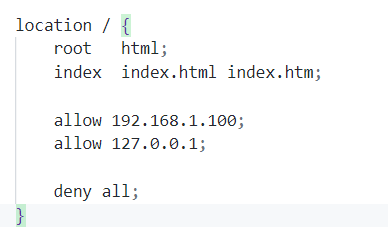 location / {
    root   html;
    index  index.html index.htm;

    allow 192.168.1.100;
    allow 127.0.0.1;

    deny all;
}